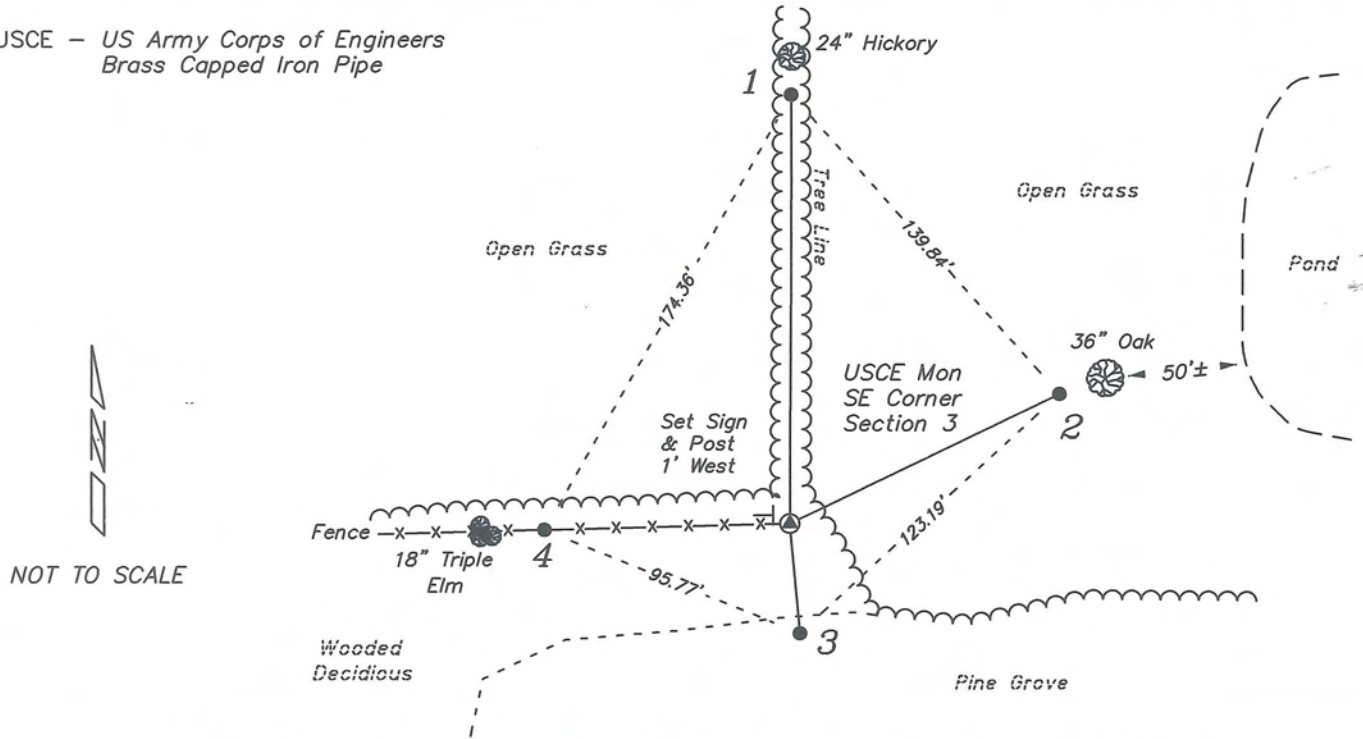 USCE – US Army Corps of Engineers
Brass Capped Iron Pipe
24" Hickory
1
Tree Line
Open Grass
Open Grass
Pond
174.36'
139.84'
36" Oak
50'±
2
USCE Mon
SE Corner
Section 3
Set Sign
& Post
1' West
N
NOT TO SCALE
Fence
x x x x x x x x x
18" Triple
Elm
4
95.77'
123.19'
3
Wooded
Decidious
Pine Grove